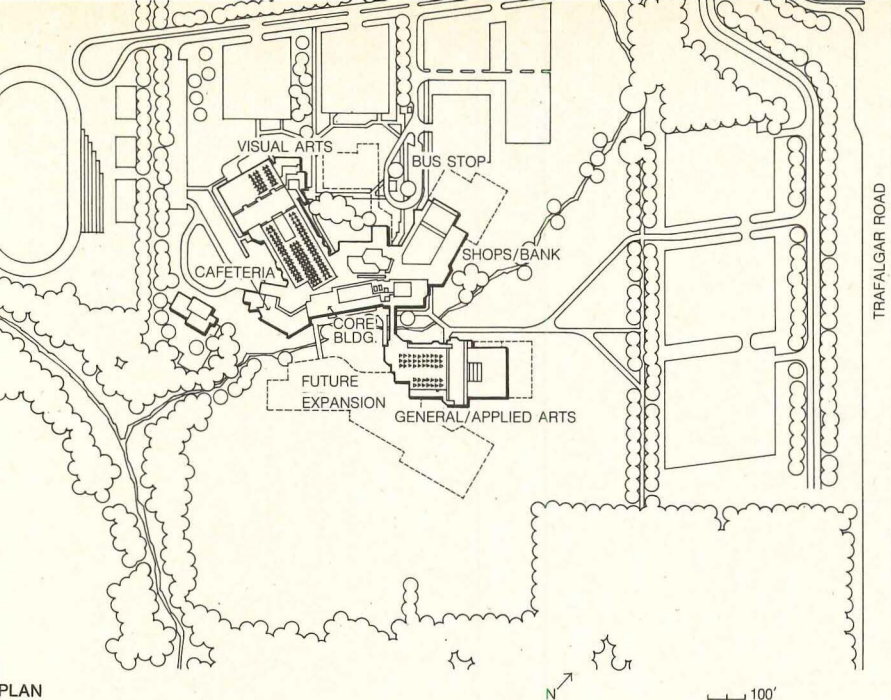 VISUAL ARTS
BUS STOP
SHOPS/BANK
CAFETERIA
CORE
BLDG.
FUTURE
EXPANSION
GENERAL/APPLIED ARTS
TRAFALGAR ROAD
PLAN
N
100'